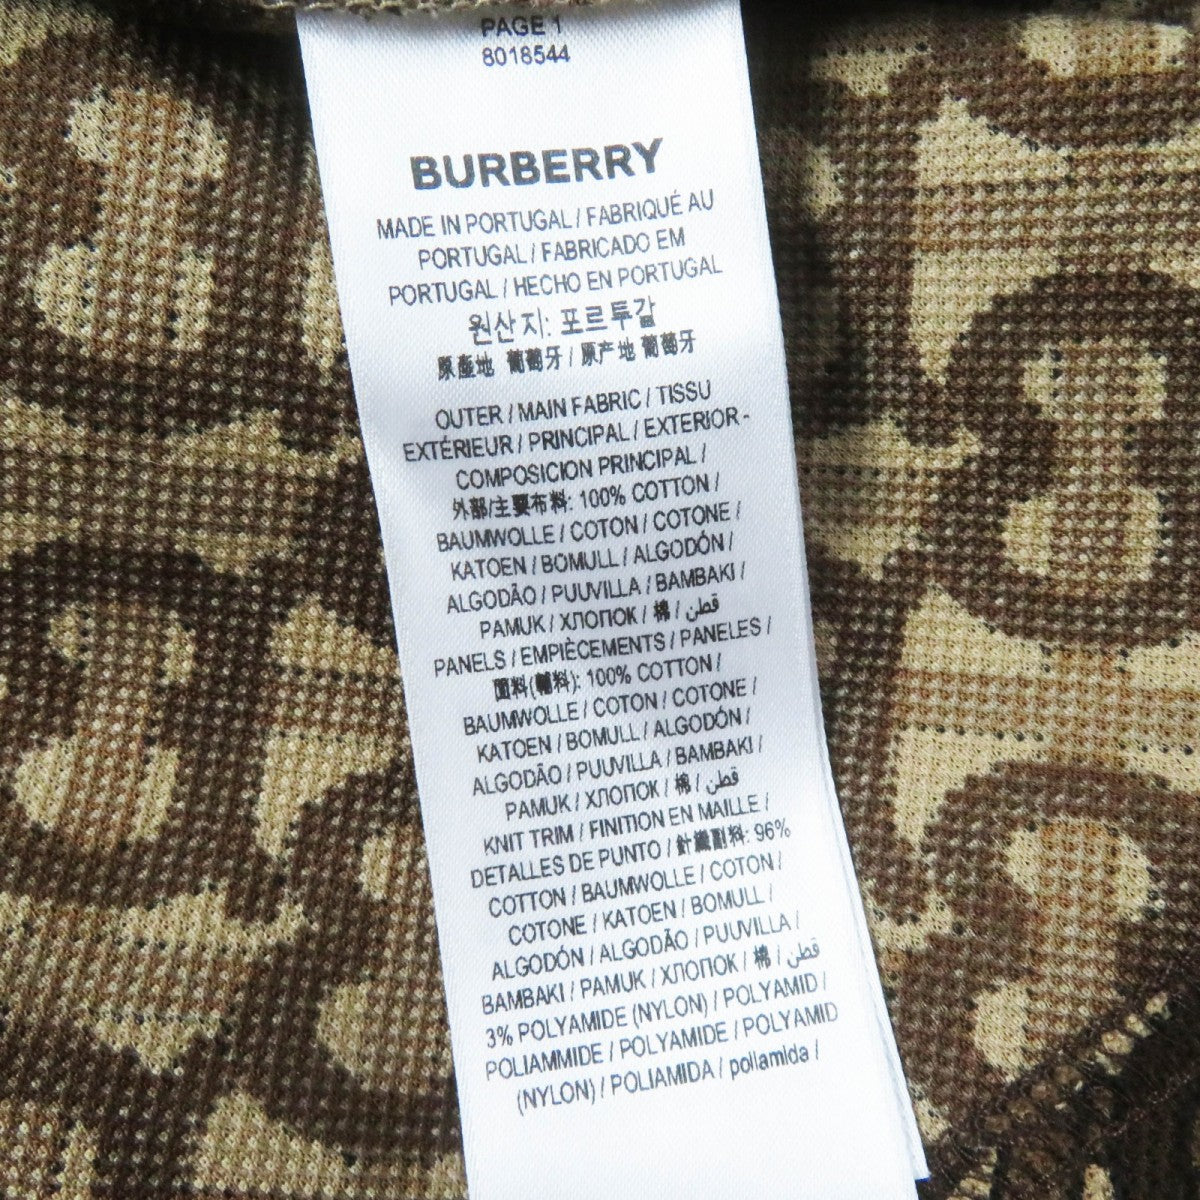 PAGE 1
8018544
BURBERRY
MADE IN PORTUGAL / FABRIQUÉ AU
PORTUGAL / FABRICADO EM
PORTUGAL / HECHO EN PORTUGAL
원산지: 포르투갈
原產地 葡萄牙 / 原产地 葡萄牙
OUTER / MAIN FABRIC / TISSU
EXTÉRIEUR / PRINCIPAL / EXTERIOR -
COMPOSICION PRINCIPAL /
外部/主要布料: 100% COTTON /
BAUMWOLLE / COTON / COTONE /
KATOEN / BOMULL / ALGODÓN /
ALGODÃO / PUUVILLA / BAMBAKI /
PAMUK / ХЛОПОК / 棉 / قطن
PANELS / EMPIÈCEMENTS / PANELES /
面料(輔料): 100% COTTON /
BAUMWOLLE / COTON / COTONE /
KATOEN / BOMULL / ALGODÓN /
ALGODÃO / PUUVILLA / BAMBAKI /
PAMUK / ХЛОПОК / 棉 / قطن
KNIT TRIM / FINITION EN MAILLE /
DETALLES DE PUNTO / 針織副料: 96%
COTTON / BAUMWOLLE / COTON /
COTONE / KATOEN / BOMULL /
ALGODÓN / ALGODÃO / PUUVILLA /
BAMBAKI / PAMUK / ХЛОПОК / 棉 / قطن
3% POLYAMIDE (NYLON) / POLYAMID /
POLIAMMIDE / POLYAMIDE / POLYAMID
(NYLON) / POLIAMIDA / poliamida /